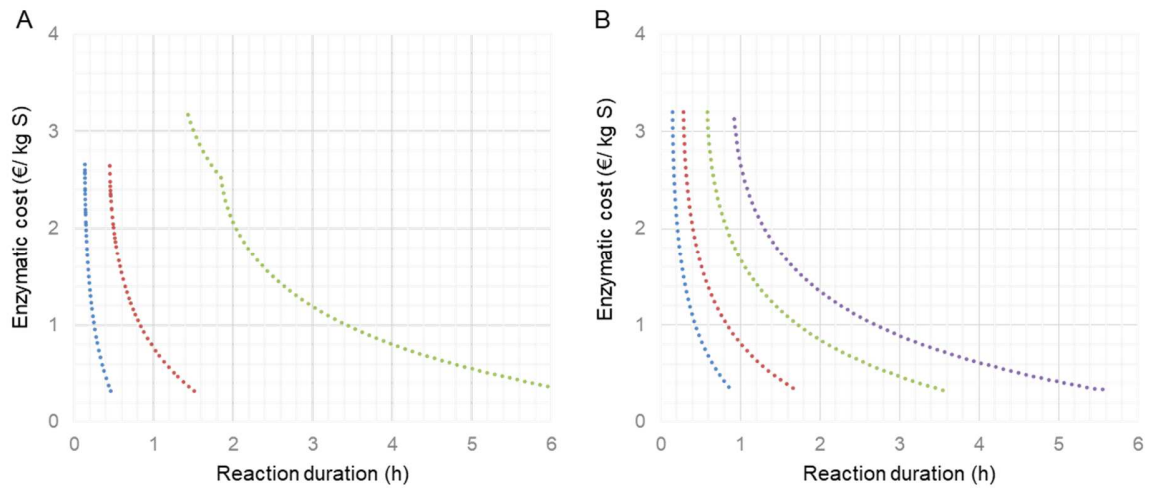 A
Enzymatic cost (€/ kg S)
4
3
2
1
0
0 1 2 3 4 5 6
Reaction duration (h)
B
Enzymatic cost (€/ kg S)
4
3
2
1
0
0 1 2 3 4 5 6
Reaction duration (h)